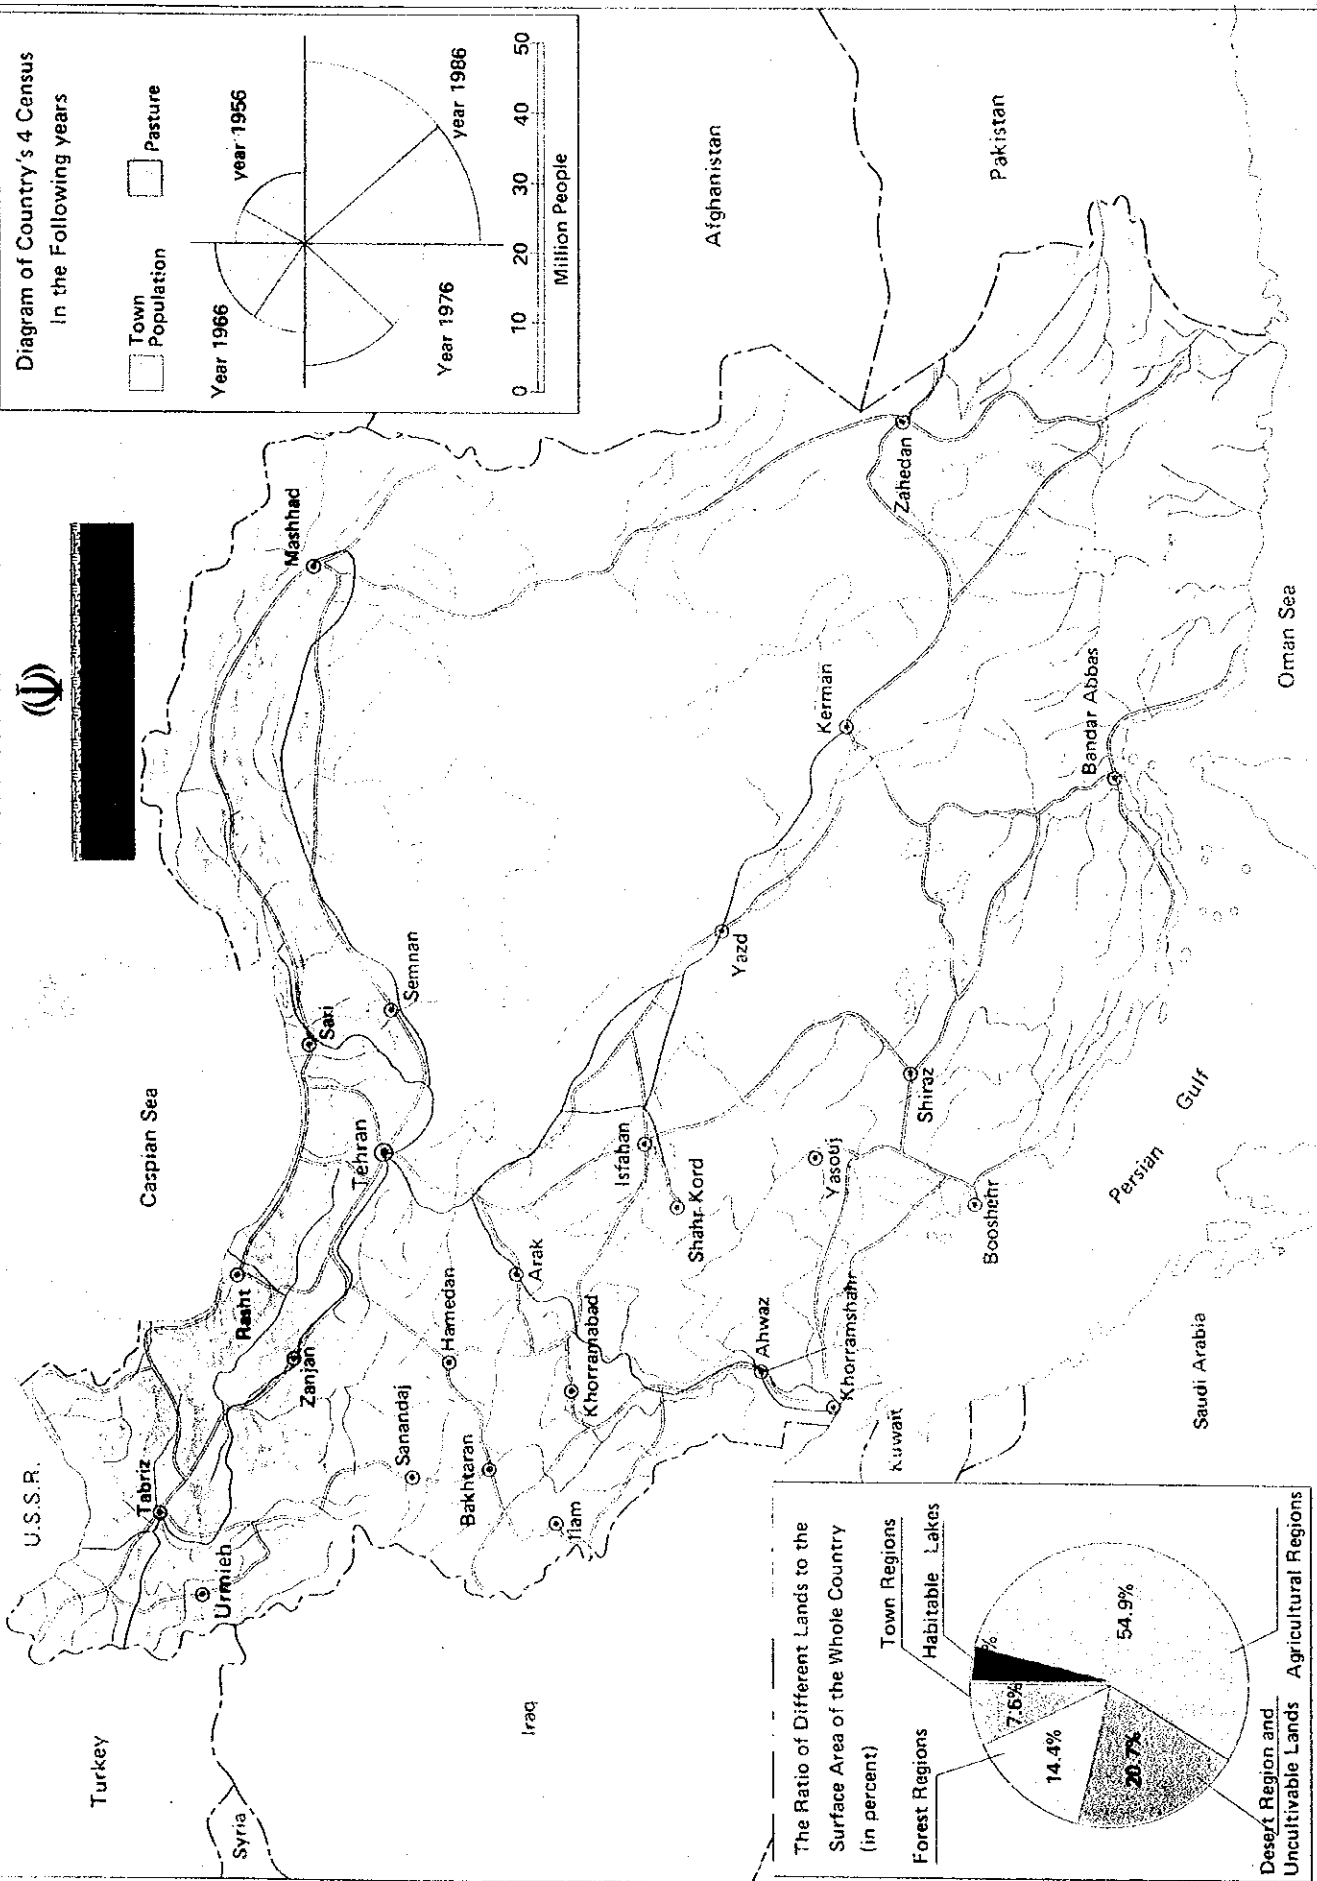 Diagram of Country's 4 Census
In the Following years
Town
Population
Pasture
Year 1966
year 1956
Year 1976
year 1986
0 10 20 30 40 50
Million People
U.S.S.R.
Turkey
Syria
Iraq
Caspian Sea
Afghanistan
Pakistan
Kuwait
Saudi Arabia
Persian Gulf
Oman Sea
Tabriz
Urmieh
Rasht
Zanjan
Sari
Semnan
Mashhad
Tehran
Sanandaj
Hamedan
Bakhtaran
Ilam
Arak
Khorramabad
Isfahan
Shahr Kord
Yazd
Ahwaz
Khorramshahr
Yasouj
Booshehr
Shiraz
Kerman
Zahedan
Bandar Abbas
The Ratio of Different Lands to the
Surface Area of the Whole Country
(in percent)
Forest Regions
Town Regions
Habitable Lakes
7.6%
%
14.4%
20.7%
54.9%
Desert Region and
Uncultivable Lands
Agricultural Regions